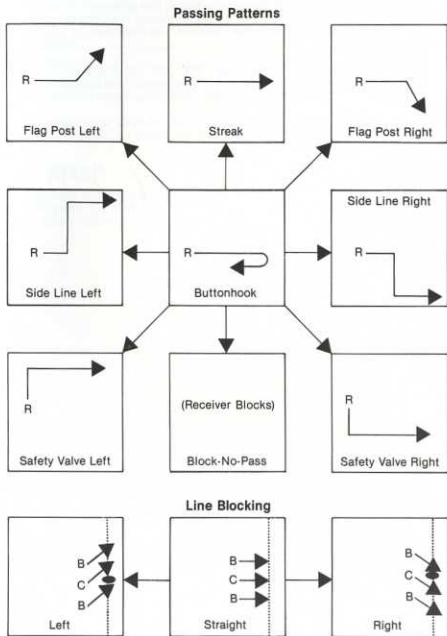 Passing Patterns
R
Flag Post Left
R
Streak
R
Flag Post Right
R
Side Line Left
R
Buttonhook
Side Line Right
R
R
Safety Valve Left
(Receiver Blocks)
Block-No-Pass
R
Safety Valve Right
Line Blocking
B
C
B
Left
B
C
B
Straight
B
C
B
Right